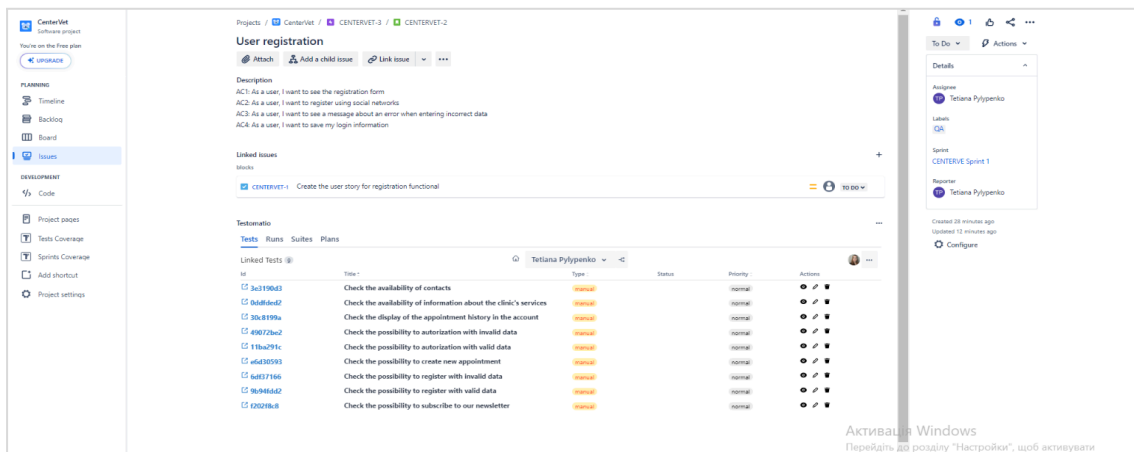 CenterVet
Software project
You're on the Free plan
UPGRADE
PLANNING
Timeline
Backlog
Board
Issues
DEVELOPMENT
Code
Project pages
Tests Coverage
Sprints Coverage
Add shortcut
Project settings
Projects / CenterVet / CENTERVET-3 / CENTERVET-2
User registration
Attach Add a child issue Link issue
Description
AC1: As a user, I want to see the registration form
AC2: As a user, I want to register using social networks
AC3: As a user, I want to see a message about an error when entering incorrect data
AC4: As a user, I want to save my login information
Linked issues
blocks
CENTERVET-1 Create the user story for registration functional TO DO
Testomatio
Tests Runs Suites Plans
Linked Tests Tetiana Pylypenko
Id Title Type Status Priority Actions
3e3190d3 Check the availability of contacts manual normal
0ddfded2 Check the availability of information about the clinic's services manual normal
30c8199a Check the display of the appointment history in the account manual normal
49072be2 Check the possibility to autorization with invalid data manual normal
11ba291c Check the possibility to autorization with valid data manual normal
e6d30593 Check the possibility to create new appointment manual normal
6df37166 Check the possibility to register with invalid data manual normal
9b94fdd2 Check the possibility to register with valid data manual normal
f202f8c8 Check the possibility to subscribe to our newsletter manual normal
1
To Do Actions
Details
Assignee
TP Tetiana Pylypenko
Labels
QA
Sprint
CENTERVE Sprint 1
Reporter
TP Tetiana Pylypenko
Created 28 minutes ago
Updated 12 minutes ago
Configure
Активація Windows
Перейдіть до розділу "Настройки", щоб активувати